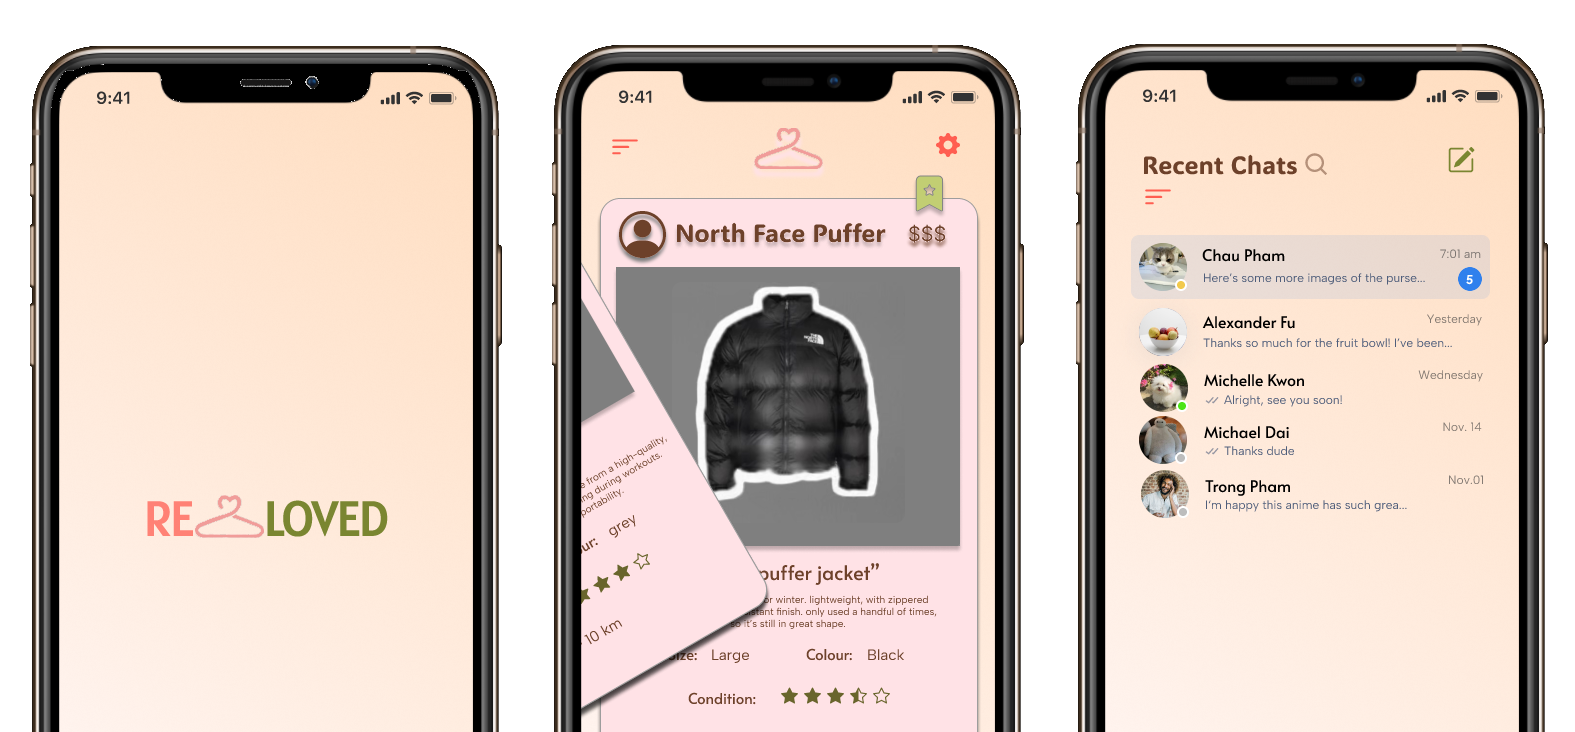 9:41
RE LOVED
9:41
North Face Puffer $$$
e from a high-quality,
ng during workouts.
portability.
ur: grey
10 km
puffer jacket”
or winter. lightweight, with zippered
stant finish. only used a handful of times,
so it's still in great shape.
ize: Large Colour: Black
Condition:
9:41
Recent Chats
Chau Pham 7:01 am
Here's some more images of the purse... 5
Alexander Fu Yesterday
Thanks so much for the fruit bowl! I've been...
Michelle Kwon Wednesday
Alright, see you soon!
Michael Dai Nov. 14
Thanks dude
Trong Pham Nov.01
I'm happy this anime has such grea...